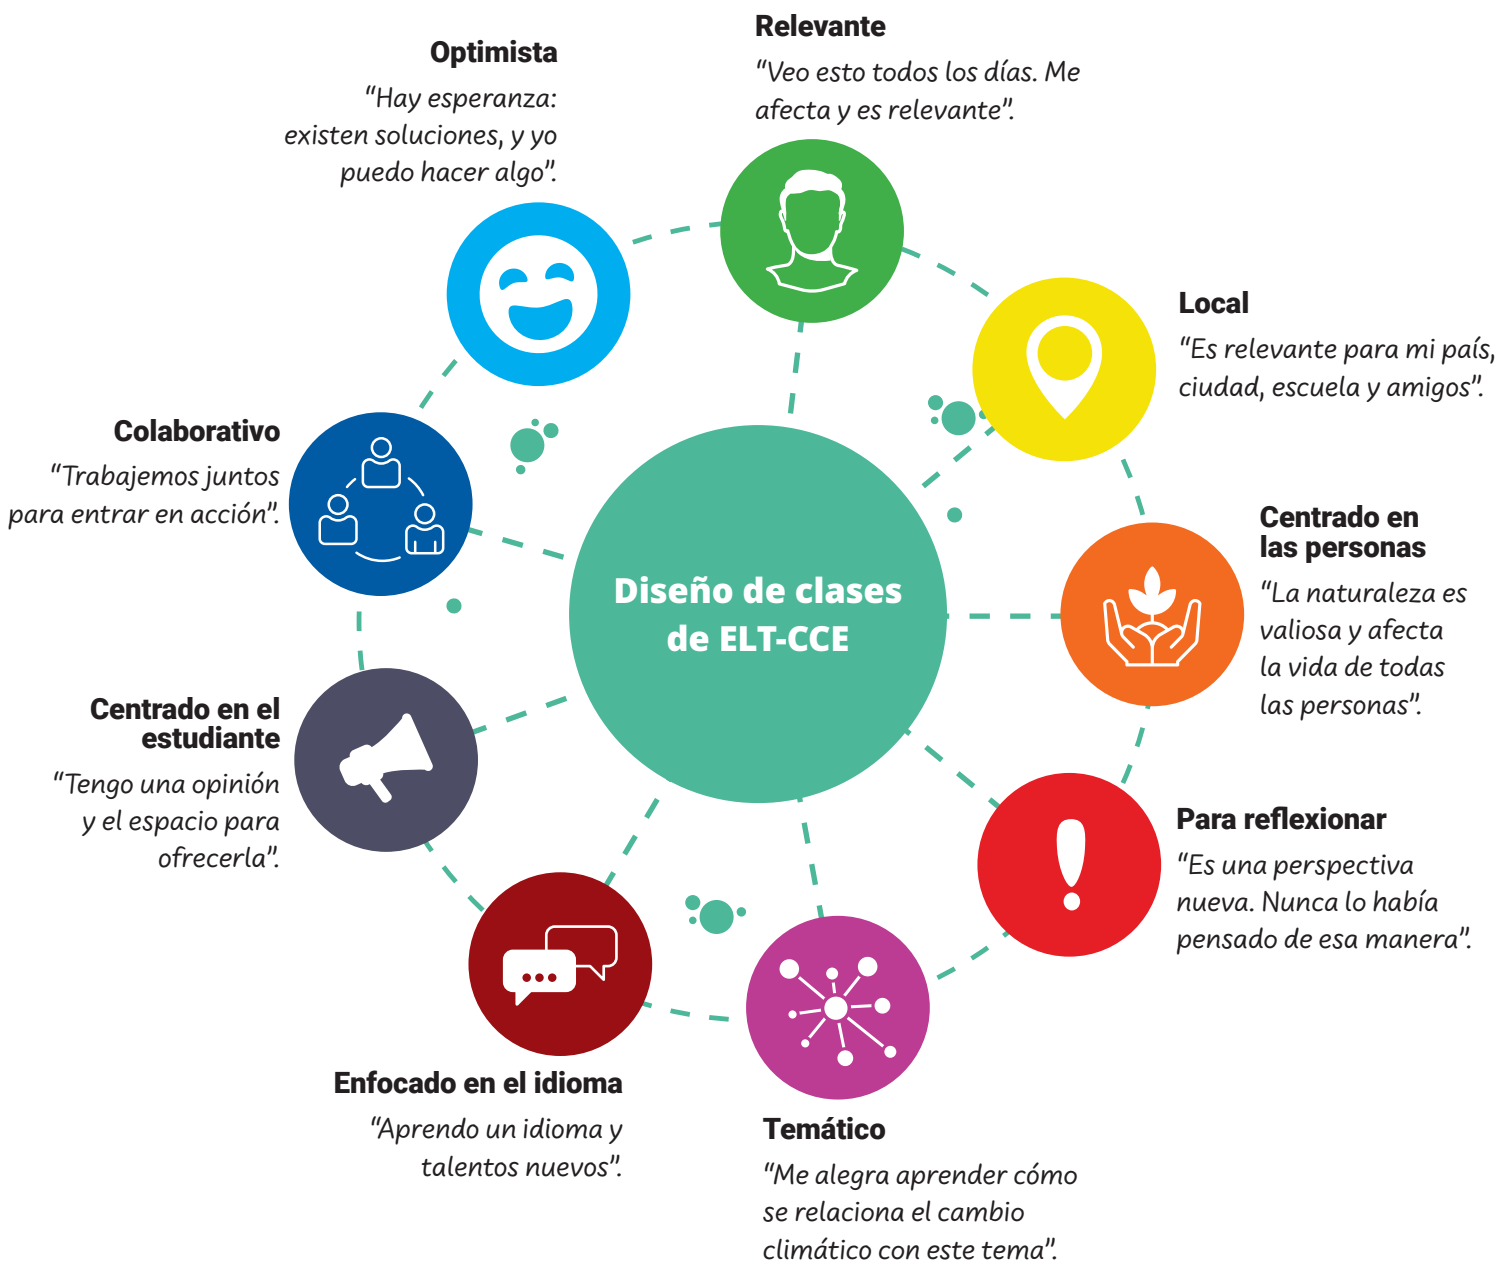 Relevante
“Veo esto todos los días. Me
afecta y es relevante”.
Optimista
“Hay esperanza:
existen soluciones, y yo
puedo hacer algo”.
Local
“Es relevante para mi país,
ciudad, escuela y amigos”.
Colaborativo
“Trabajemos juntos
para entrar en acción”.
Centrado en
las personas
“La naturaleza es
valiosa y afecta
la vida de todas
las personas”.
Diseño de clases
de ELT-CCE
Centrado en el
estudiante
“Tengo una opinión
y el espacio para
ofrecerla”.
Para reflexionar
“Es una perspectiva
nueva. Nunca lo había
pensado de esa manera”.
Enfocado en el idioma
“Aprendo un idioma y
talentos nuevos”.
Temático
“Me alegra aprender cómo
se relaciona el cambio
climático con este tema”.